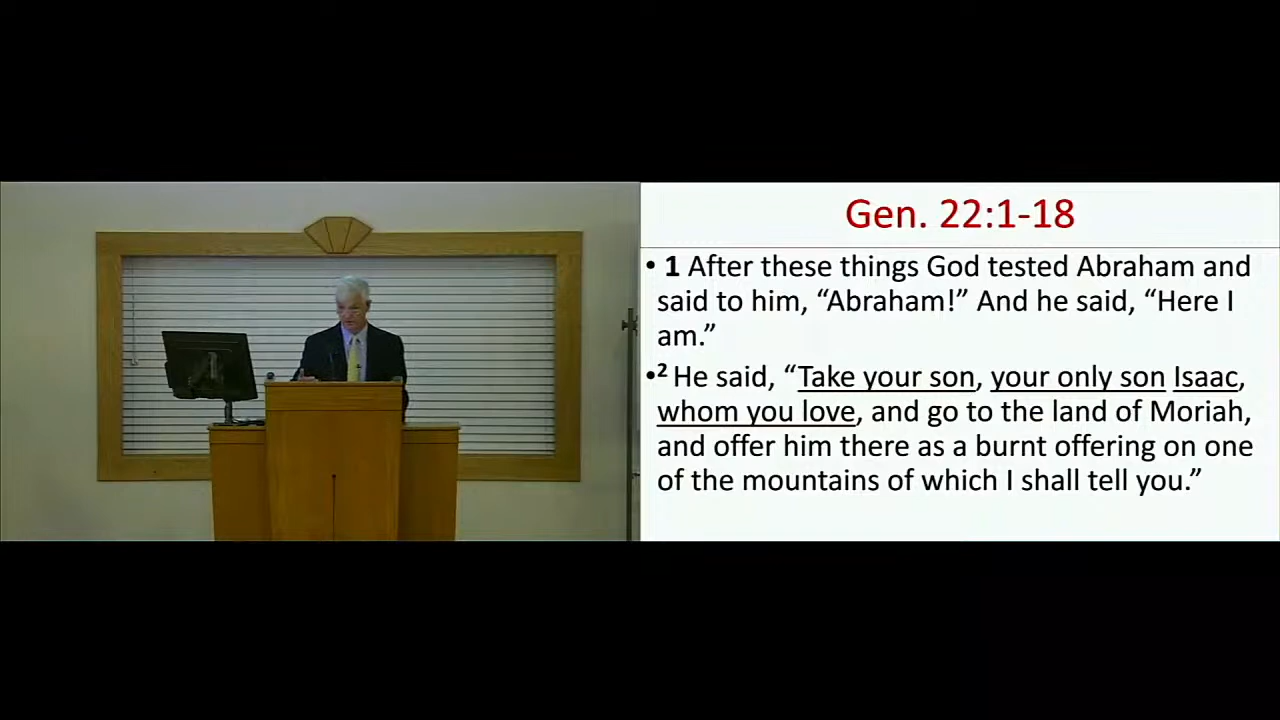 Gen. 22:1-18
• 1 After these things God tested Abraham and
said to him, “Abraham!” And he said, “Here I
am.”
•2 He said, “Take your son, your only son Isaac,
whom you love, and go to the land of Moriah,
and offer him there as a burnt offering on one
of the mountains of which I shall tell you.”